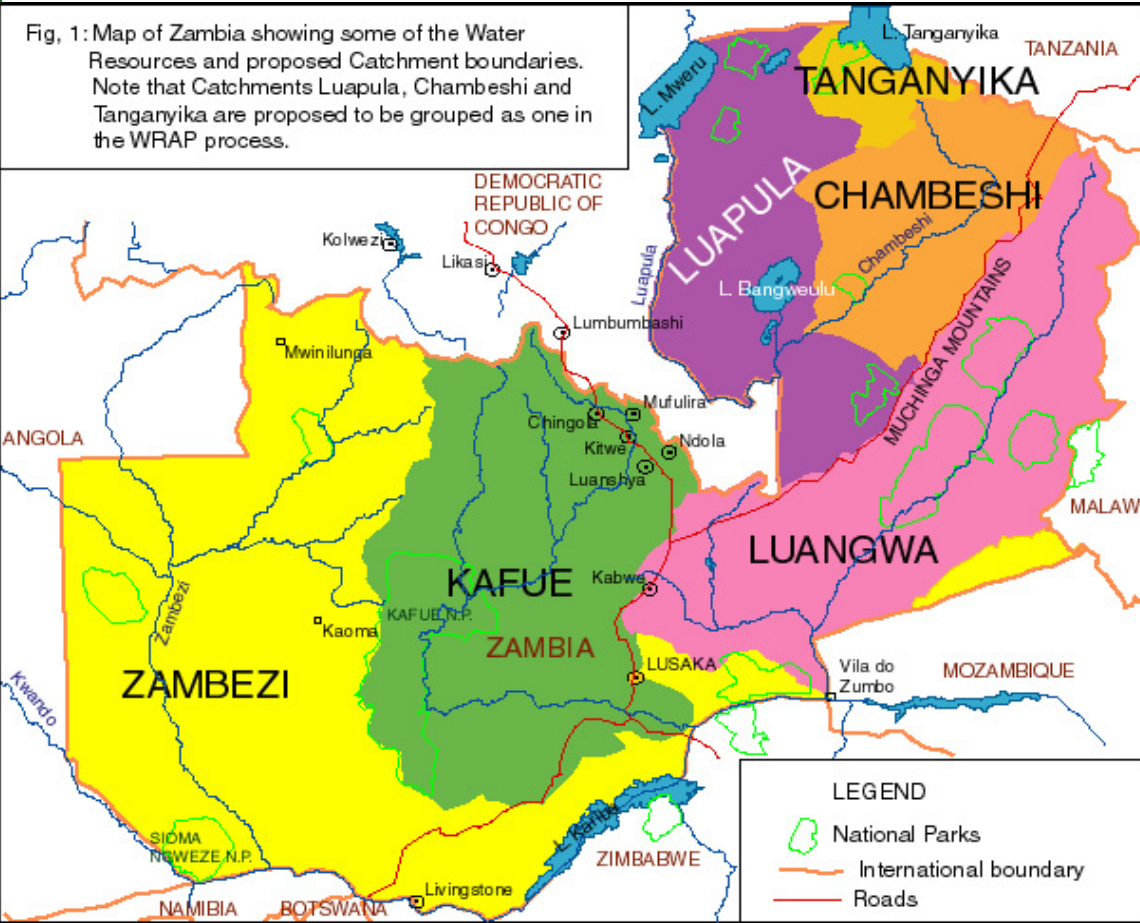 Fig, 1: Map of Zambia showing some of the Water
Resources and proposed Catchment boundaries.
Note that Catchments Luapula, Chambeshi and
Tanganyika are proposed to be grouped as one in
the WRAP process.
L. Tanganyika
TANZANIA
L. Mweru
TANGANYIKA
DEMOCRATIC
REPUBLIC OF
CONGO
LUAPULA
CHAMBESHI
Kolwezi
Likasi
Luapula
Chambeshi
L. Bangweulu
Lumbumbashi
Mwinilunga
MUCHINGA MOUNTAINS
Mufulira
Chingola
Kitwe
Ndola
Luanshya
ANGOLA
MALAW
LUANGWA
KAFUE
Kabwe
Zambezi
KAFUE N.P.
Kaoma
ZAMBIA
LUSAKA
Vila do
Zumbo
MOZAMBIQUE
ZAMBEZI
Kwando
L. Kariba
SIOMA
NGWEZE N.P.
ZIMBABWE
Livingstone
NAMIBIA
BOTSWANA
LEGEND
National Parks
International boundary
Roads